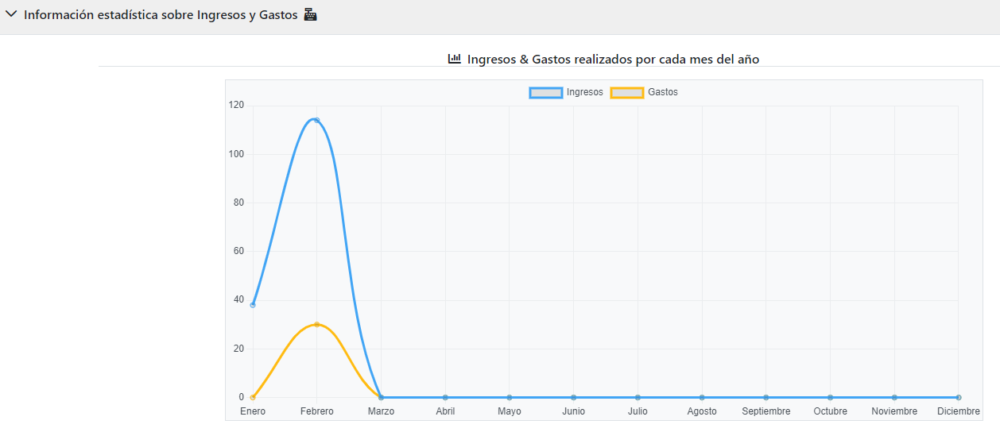 Información estadística sobre Ingresos y Gastos
Ingresos & Gastos realizados por cada mes del año
Ingresos Gastos
120
100
80
60
40
20
0
Enero Febrero Marzo Abril Mayo Junio Julio Agosto Septiembre Octubre Noviembre Diciembre